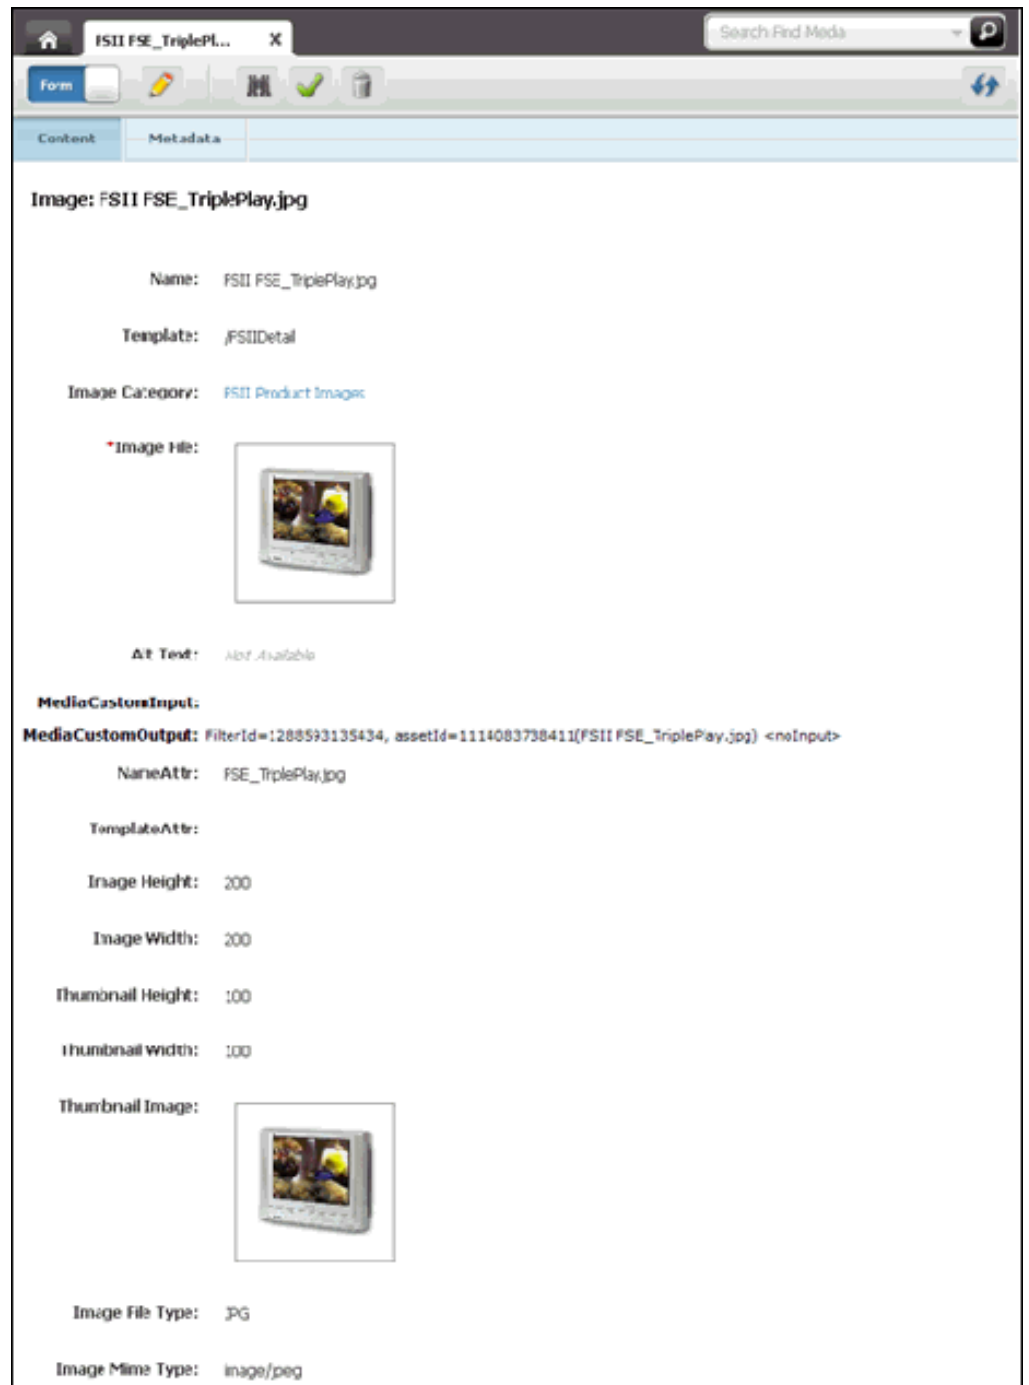 FSII FSE_TriplePl... X
Search Find Media
Form
Content Metadata
Image: FSII FSE_TriplePlay.jpg
Name: FSII FSE_TriplePlay.jpg
Template: /FSIIDetail
Image Category: FSII Product Images
*Image File:
Alt Text: Not Available
MediaCustomInput:
MediaCustomOutput: FilterId=1288593135434, assetId=1114083738411(FSII FSE_TriplePlay.jpg) <noInput>
NameAttr: FSE_TriplePlay.jpg
TemplateAttr:
Image Height: 200
Image Width: 200
Thumbnail Height: 100
Thumbnail Width: 100
Thumbnail Image:
Image File Type: JPG
Image Mime Type: image/jpeg